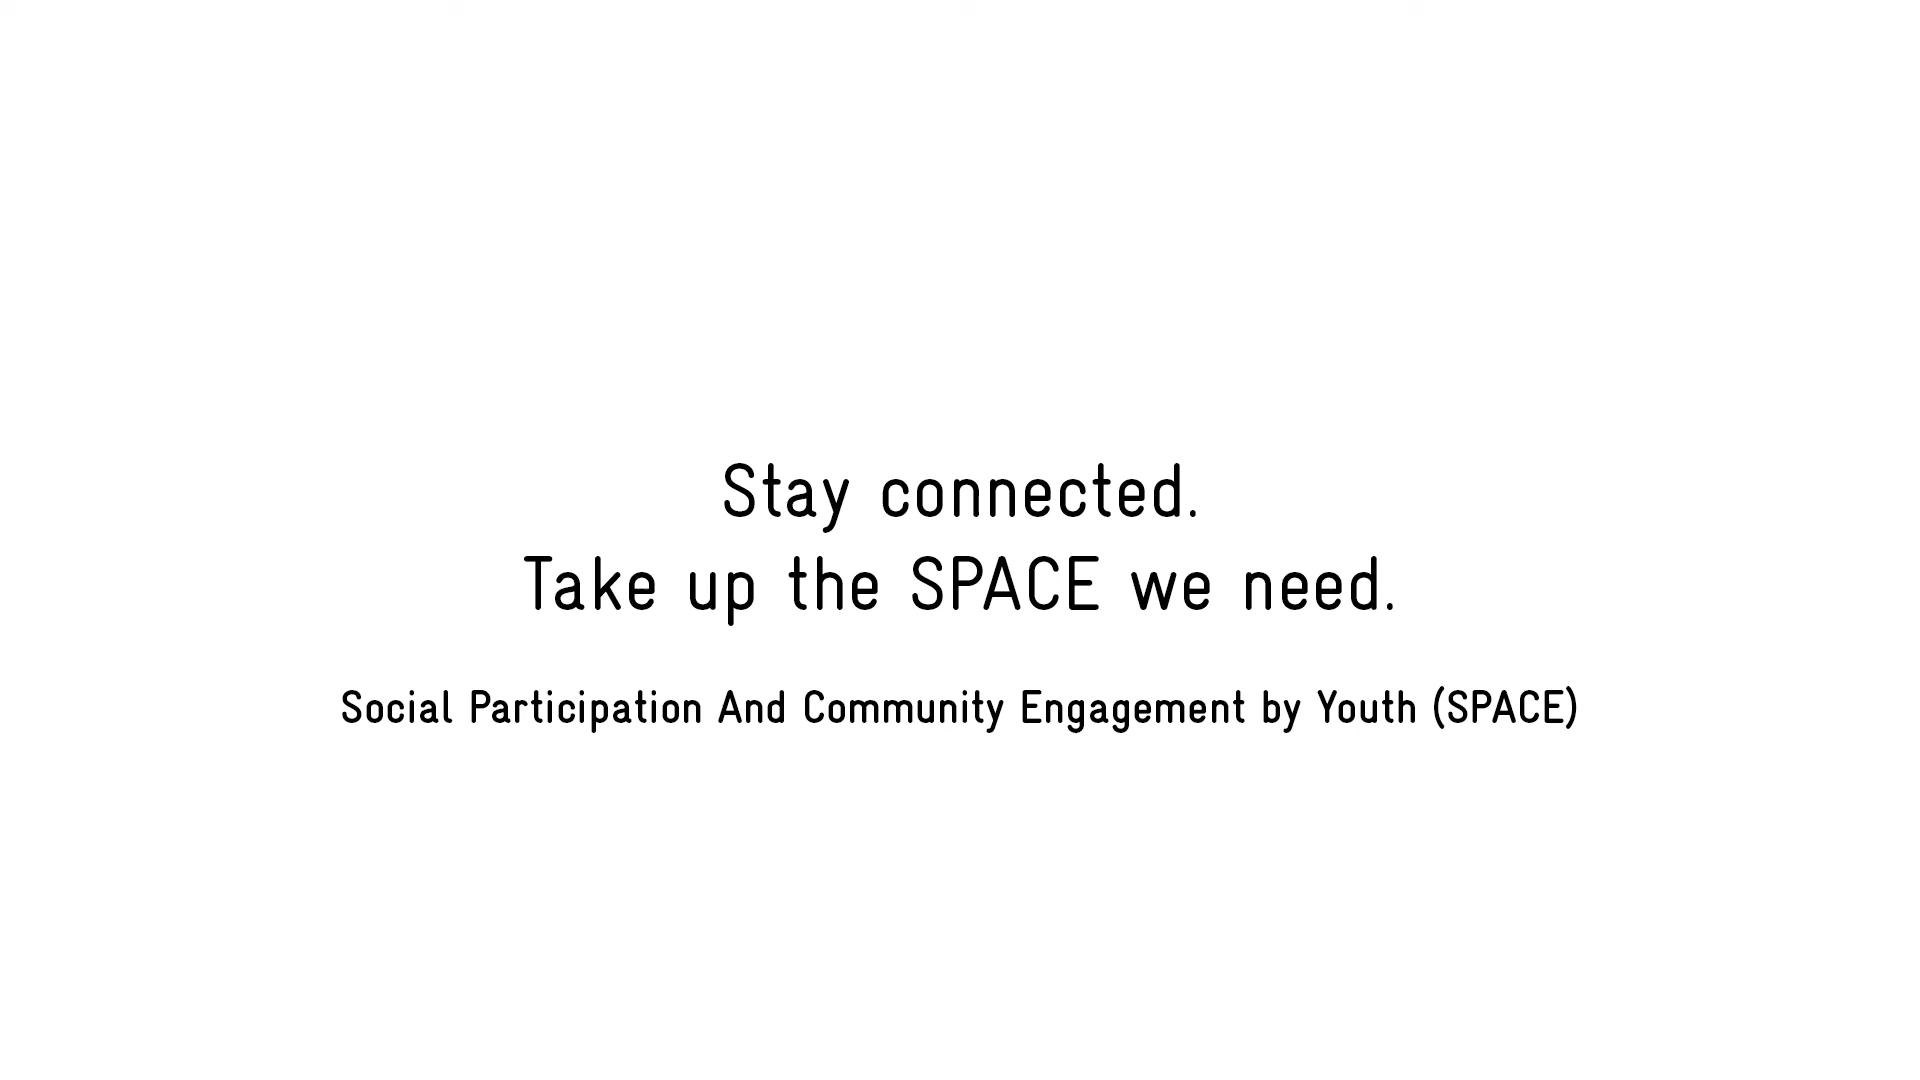 Stay connected.
Take up the SPACE we need.
Social Participation And Community Engagement by Youth (SPACE)